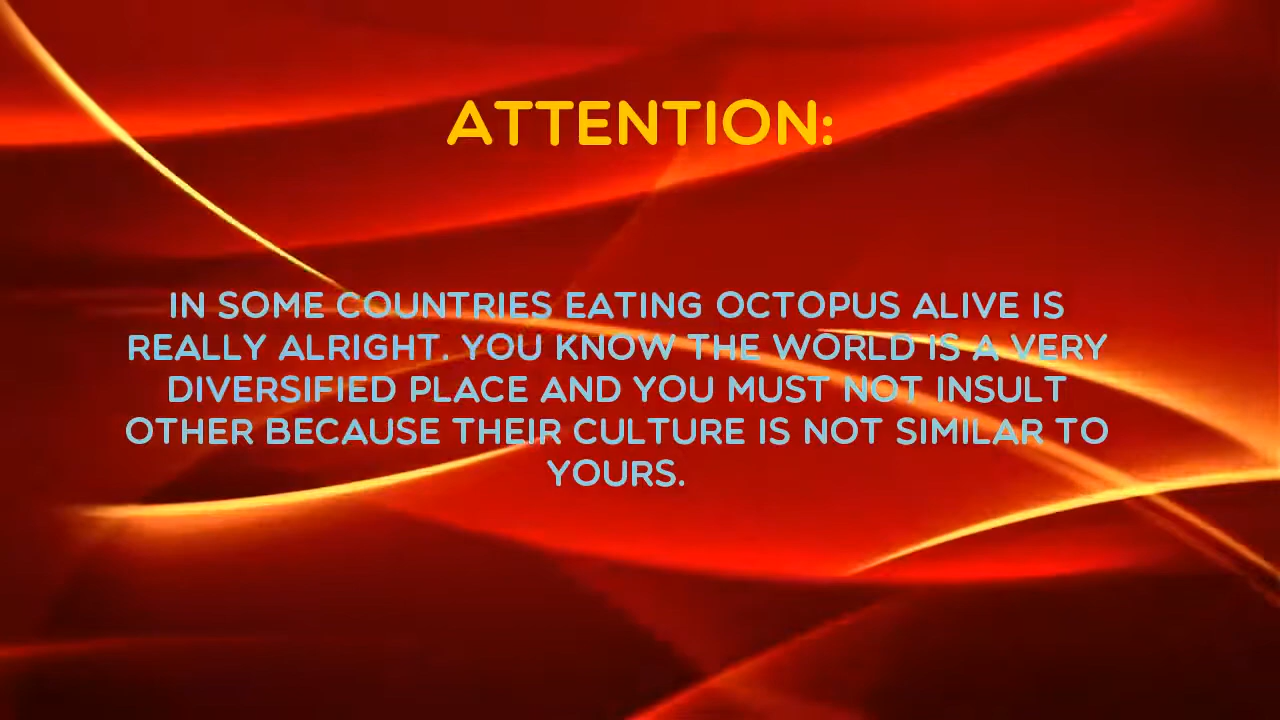 ATTENTION:
IN SOME COUNTRIES EATING OCTOPUS ALIVE IS
REALLY ALRIGHT. YOU KNOW THE WORLD IS A VERY
DIVERSIFIED PLACE AND YOU MUST NOT INSULT
OTHER BECAUSE THEIR CULTURE IS NOT SIMILAR TO
YOURS.